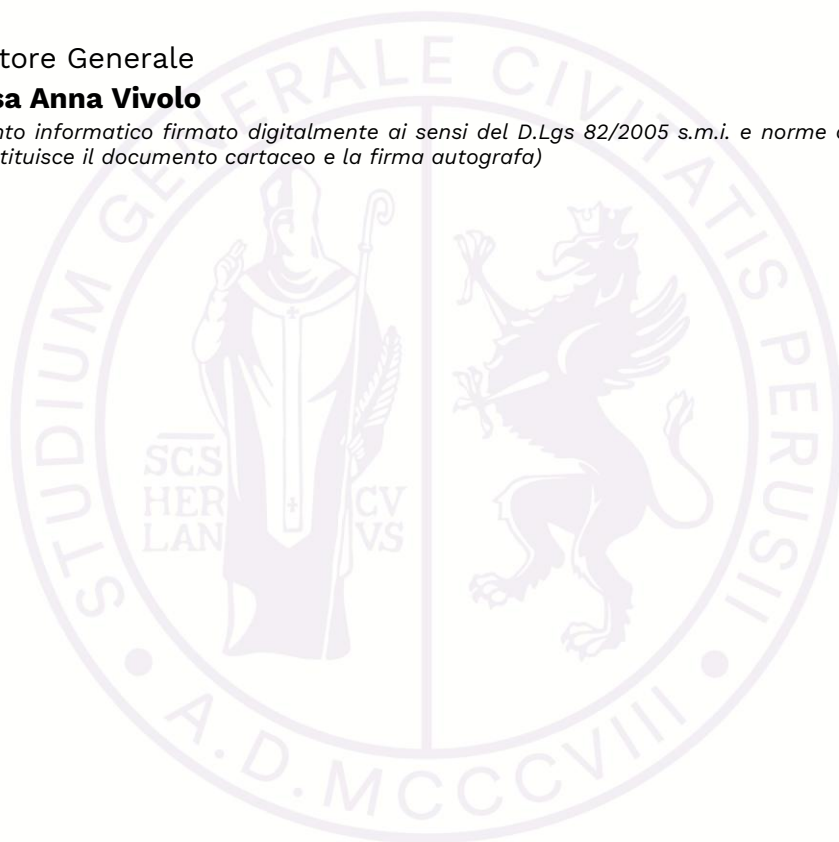 tore Generale
sa Anna Vivolo
nto informatico firmato digitalmente ai sensi del D.Lgs 82/2005 s.m.i. e norme
tituisce il documento cartaceo e la firma autografa)
STUDIUM GENERALE CIVITATIS PERUSII
SCS
HER
LAN
CV
VS
A.D. MCCCVIII